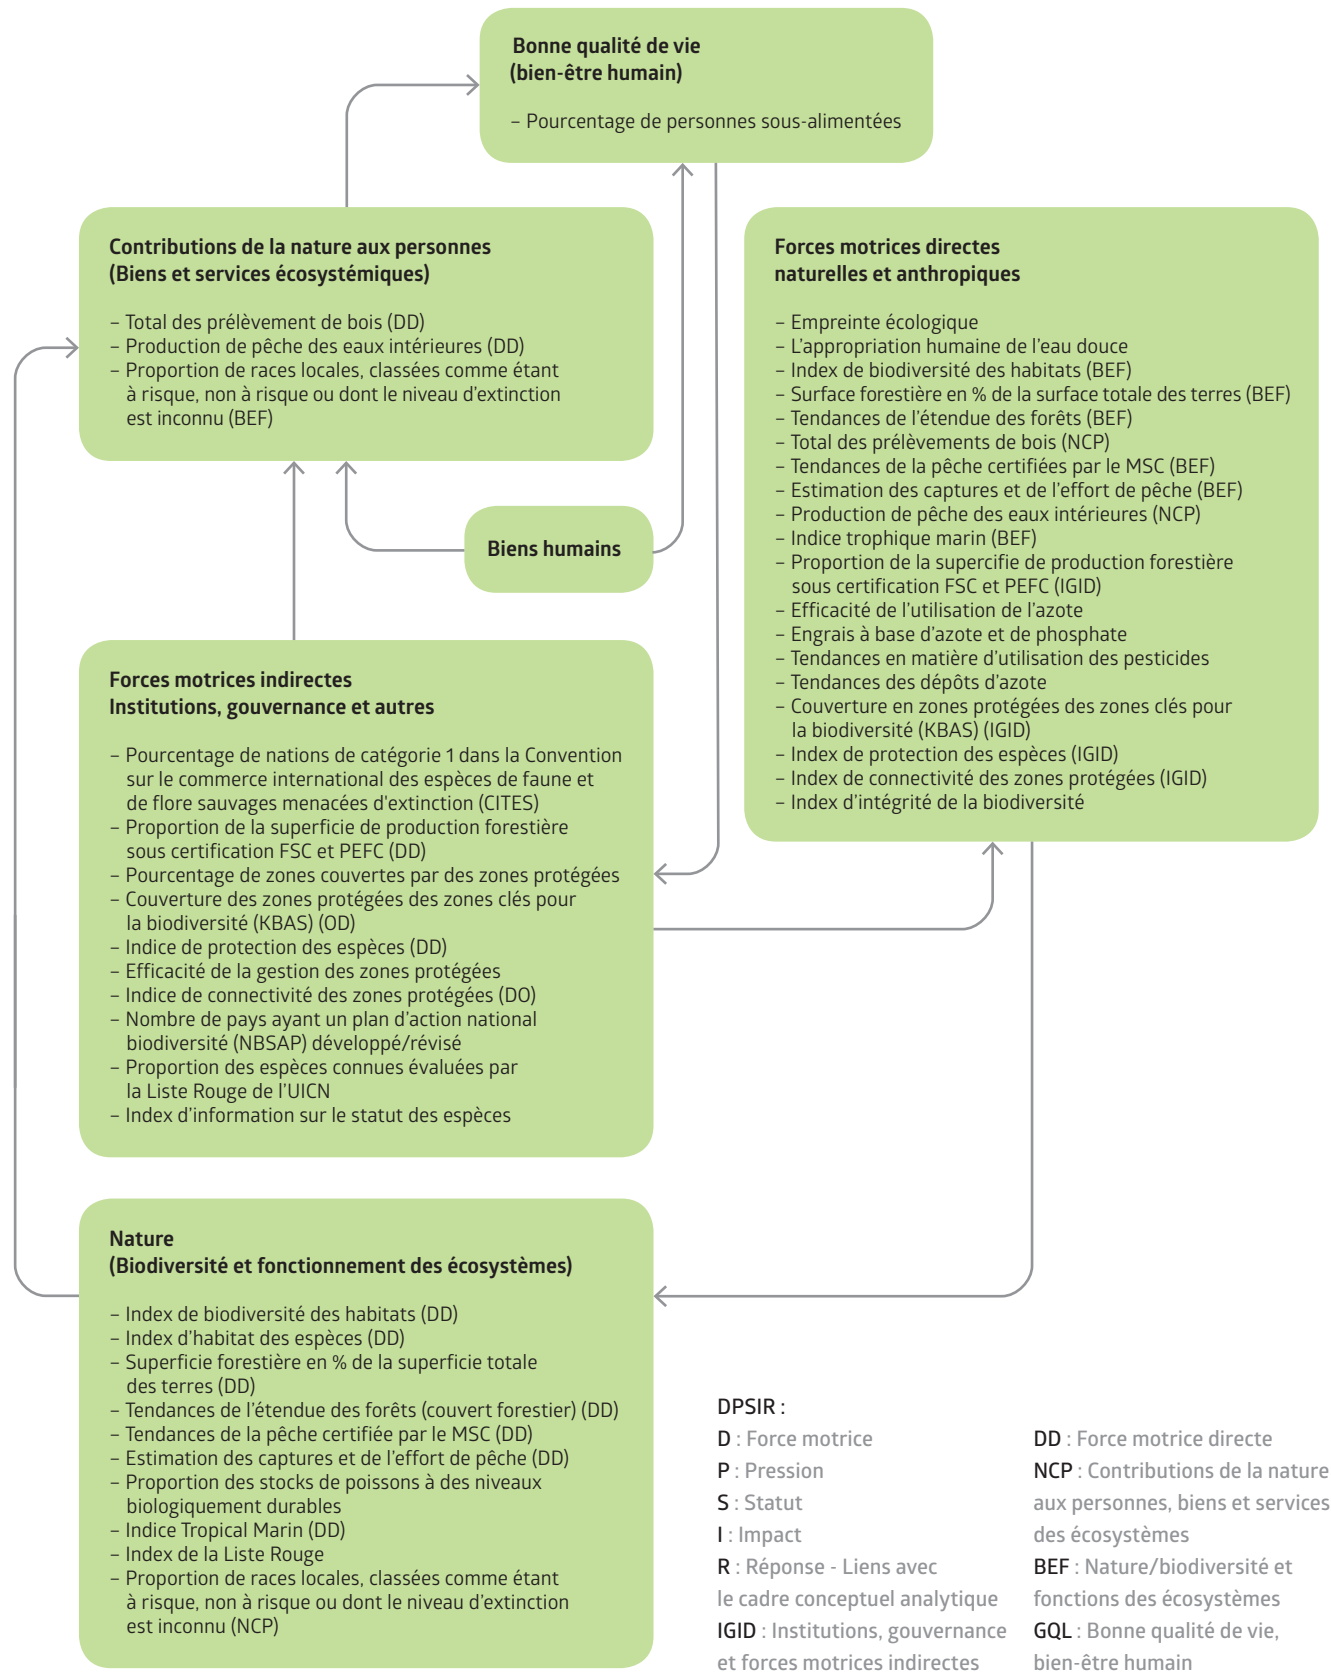 Bonne qualité de vie
(bien-être humain)
– Pourcentage de personnes sous-alimentées
Contributions de la nature aux personnes
(Biens et services écosystémiques)
– Total des prélèvement de bois (DD)
– Production de pêche des eaux intérieures (DD)
– Proportion de races locales, classées comme étant
à risque, non à risque ou dont le niveau d'extinction
est inconnu (BEF)
Forces motrices directes
naturelles et anthropiques
– Empreinte écologique
– L'appropriation humaine de l'eau douce
– Index de biodiversité des habitats (BEF)
– Surface forestière en % de la surface totale des terres (BEF)
– Tendances de l'étendue des forêts (BEF)
– Total des prélèvements de bois (NCP)
– Tendances de la pêche certifiées par le MSC (BEF)
– Estimation des captures et de l'effort de pêche (BEF)
– Production de pêche des eaux intérieures (NCP)
– Indice trophique marin (BEF)
– Proportion de la supercifie de production forestière
sous certification FSC et PEFC (IGID)
– Efficacité de l'utilisation de l'azote
– Engrais à base d'azote et de phosphate
– Tendances en matière d'utilisation des pesticides
– Tendances des dépôts d'azote
– Couverture en zones protégées des zones clés pour
la biodiversité (KBAS) (IGID)
– Index de protection des espèces (IGID)
– Index de connectivité des zones protégées (IGID)
– Index d'intégrité de la biodiversité
Biens humains
Forces motrices indirectes
Institutions, gouvernance et autres
– Pourcentage de nations de catégorie 1 dans la Convention
sur le commerce international des espèces de faune et
de flore sauvages menacées d'extinction (CITES)
– Proportion de la superficie de production forestière
sous certification FSC et PEFC (DD)
– Pourcentage de zones couvertes par des zones protégées
– Couverture des zones protégées des zones clés pour
la biodiversité (KBAS) (OD)
– Indice de protection des espèces (DD)
– Efficacité de la gestion des zones protégées
– Indice de connectivité des zones protégées (DO)
– Nombre de pays ayant un plan d'action national
biodiversité (NBSAP) développé/révisé
– Proportion des espèces connues évaluées par
la Liste Rouge de l'UICN
– Index d'information sur le statut des espèces
Nature
(Biodiversité et fonctionnement des écosystèmes)
– Index de biodiversité des habitats (DD)
– Index d'habitat des espèces (DD)
– Superficie forestière en % de la superficie totale
des terres (DD)
– Tendances de l'étendue des forêts (couvert forestier) (DD)
– Tendances de la pêche certifiée par le MSC (DD)
– Estimation des captures et de l'effort de pêche (DD)
– Proportion des stocks de poissons à des niveaux
biologiquement durables
– Indice Tropical Marin (DD)
– Index de la Liste Rouge
– Proportion de races locales, classées comme étant
à risque, non à risque ou dont le niveau d'extinction
est inconnu (NCP)
DPSIR :
D : Force motrice
P : Pression
S : Statut
I : Impact
R : Réponse - Liens avec
le cadre conceptuel analytique
IGID : Institutions, gouvernance
et forces motrices indirectes
DD : Force motrice directe
NCP : Contributions de la nature
aux personnes, biens et services
des écosystèmes
BEF : Nature/biodiversité et
fonctions des écosystèmes
GQL : Bonne qualité de vie,
bien-être humain